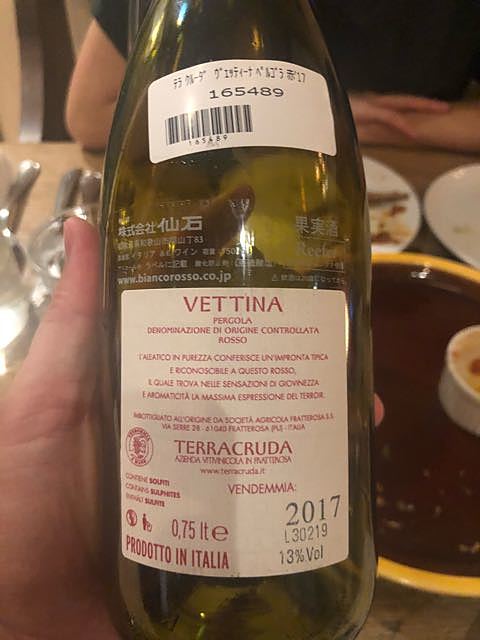 テラ クルーダ ヴェッティーナ ペルゴラ 赤'17
165489
165489
株式会社仙石
果実酒
Reefer
www.biancorosso.co.jp
VETTINA
PERGOLA
DENOMINAZIONE DI ORIGINE CONTROLLATA
ROSSO
L'ALEATICO IN PUREZZA CONFERISCE UN'IMPRONTA TIPICA
E RICONOSCIBILE A QUESTO ROSSO,
IL QUALE TROVA NELLE SENSAZIONI DI GIOVINEZZA
E AROMATICITÀ LA MASSIMA ESPRESSIONE DEL TERROIR.
IMBOTTIGLIATO ALL'ORIGINE DA SOCIETÀ AGRICOLA FRATTEROSA S.S.
VIA SERRE 28 - 61040 FRATTEROSA (PU) - ITALIA
TERRACRUDA
AZIENDA VITIVINICOLA IN FRATTEROSA
www.terracruda.it
CONTIENE SOLFITI
CONTAINS SULPHITES
ENTHÄLT SULFITE
VENDEMMIA:
2017
0,75 lt e
L30219
13%Vol
PRODOTTO IN ITALIA